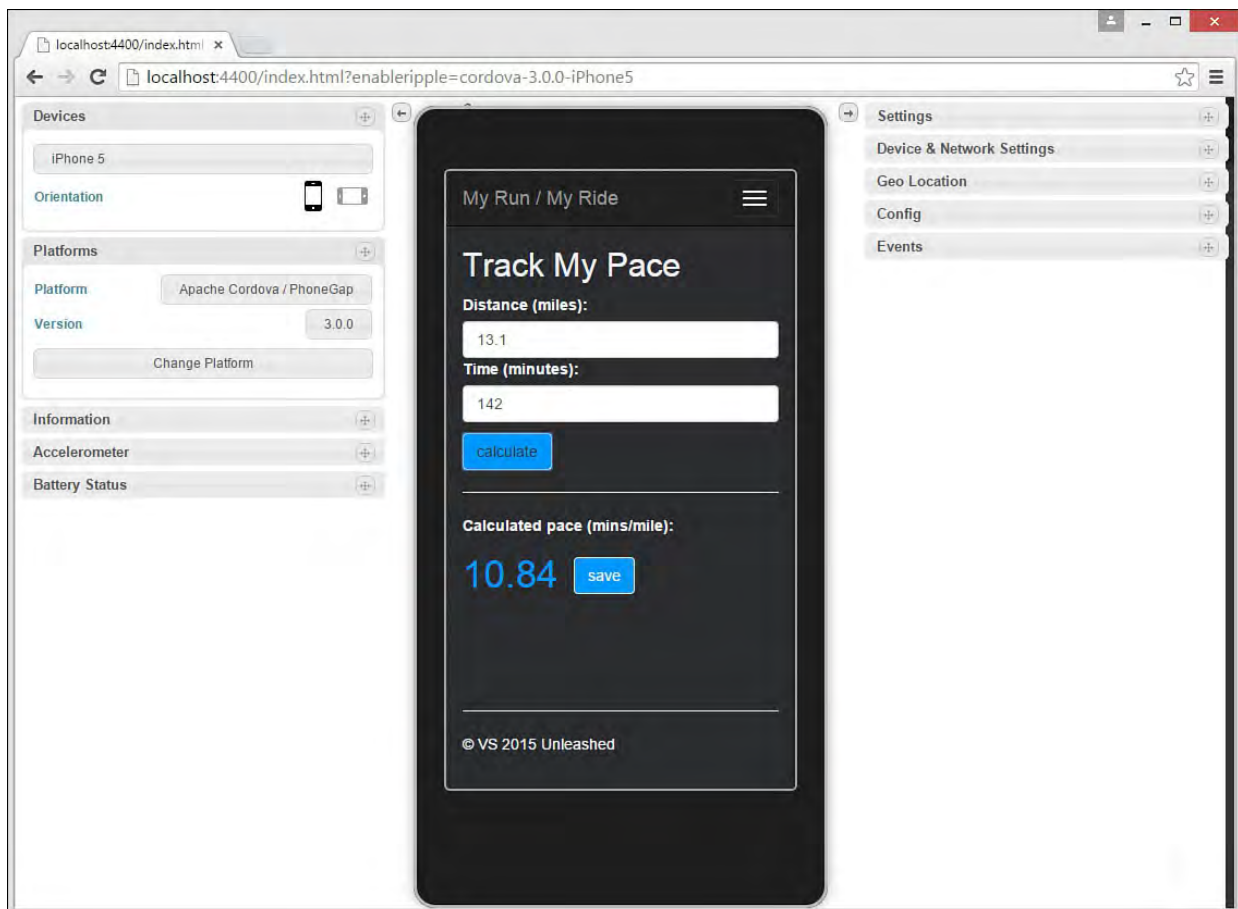 localhost:4400/index.html
localhost:4400/index.html?enableripple=cordova-3.0.0-iPhone5
Devices
iPhone 5
Orientation
Platforms
Platform
Apache Cordova / PhoneGap
Version
3.0.0
Change Platform
Information
Accelerometer
Battery Status
My Run / My Ride
Track My Pace
Distance (miles):
13.1
Time (minutes):
142
calculate
Calculated pace (mins/mile):
10.84
save
© VS 2015 Unleashed
Settings
Device & Network Settings
Geo Location
Config
Events